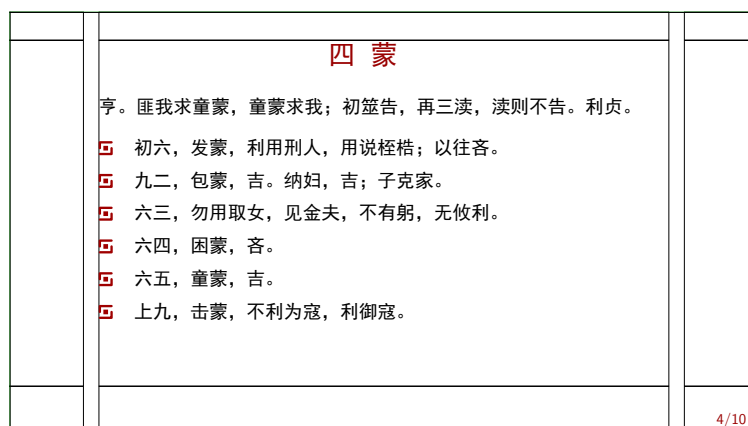 四 蒙
亨。匪我求童蒙，童蒙求我；初筮告，再三渎，渎则不告。利贞。
初六，发蒙，利用刑人，用说桎梏；以往吝。
九二，包蒙，吉。纳妇，吉；子克家。
六三，勿用取女，见金夫，不有躬，无攸利。
六四，困蒙，吝。
六五，童蒙，吉。
上九，击蒙，不利为寇，利御寇。
4/10